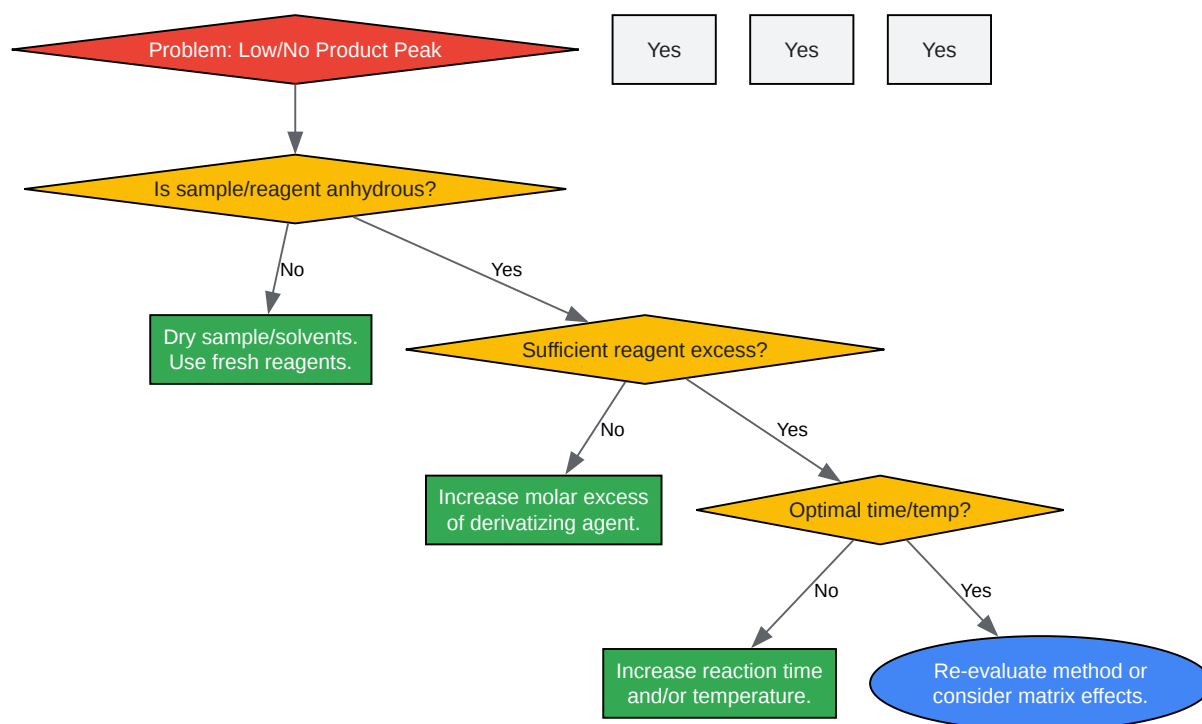 Problem: Low/No Product Peak
Yes
Yes
Yes
Is sample/reagent anhydrous?
No
Yes
Dry sample/solvents.
Use fresh reagents.
Sufficient reagent excess?
No
Yes
Increase molar excess
of derivatizing agent.
Optimal time/temp?
No
Yes
Increase reaction time
and/or temperature.
Re-evaluate method or
consider matrix effects.